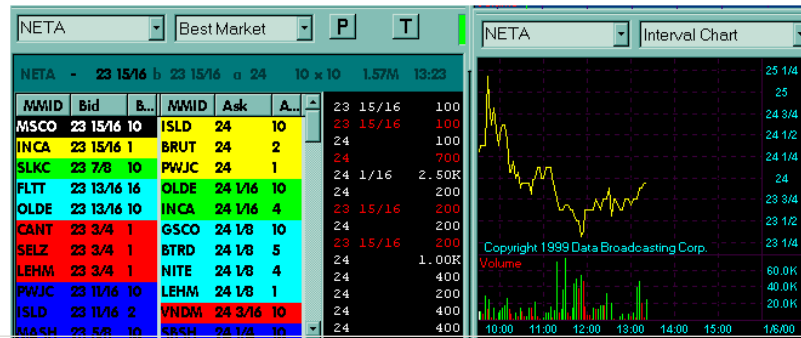 NETA Best Market P T
NETA - 23 15/16 b 23 15/16 a 24 10 x 10 1.57M 13:23
MMID Bid B... MMID Ask A...
MSCO 23 15/16 10 ISLD 24 10
INCA 23 15/16 1 BRUT 24 2
SLKC 23 7/8 10 PWJC 24 1
FLTT 23 13/16 16 OLDE 24 1/16 10
OLDE 23 13/16 10 INCA 24 1/16 4
CANT 23 3/4 1 GSCO 24 1/8 10
SELZ 23 3/4 1 BTRD 24 1/8 5
LEHM 23 3/4 1 NITE 24 1/8 4
PWJC 23 11/16 10 LEHM 24 1/8 1
ISLD 23 11/16 2 VNDM 24 3/16 10
MASH 23 5/8 10 SBSH 24 1/4 10
23 15/16 100
23 15/16 100
24 100
24 700
24 1/16 2.50K
24 200
23 15/16 200
24 200
23 15/16 200
24 1.00K
24 400
24 200
24 400
24 400
NETA Interval Chart
25 1/4
25
24 3/4
24 1/2
24 1/4
24
23 3/4
23 1/2
23 1/4
Copyright 1999 Data Broadcasting Corp.
Volume
60.0K
40.0K
20.0K
10:00 11:00 12:00 13:00 14:00 15:00 1/6/00